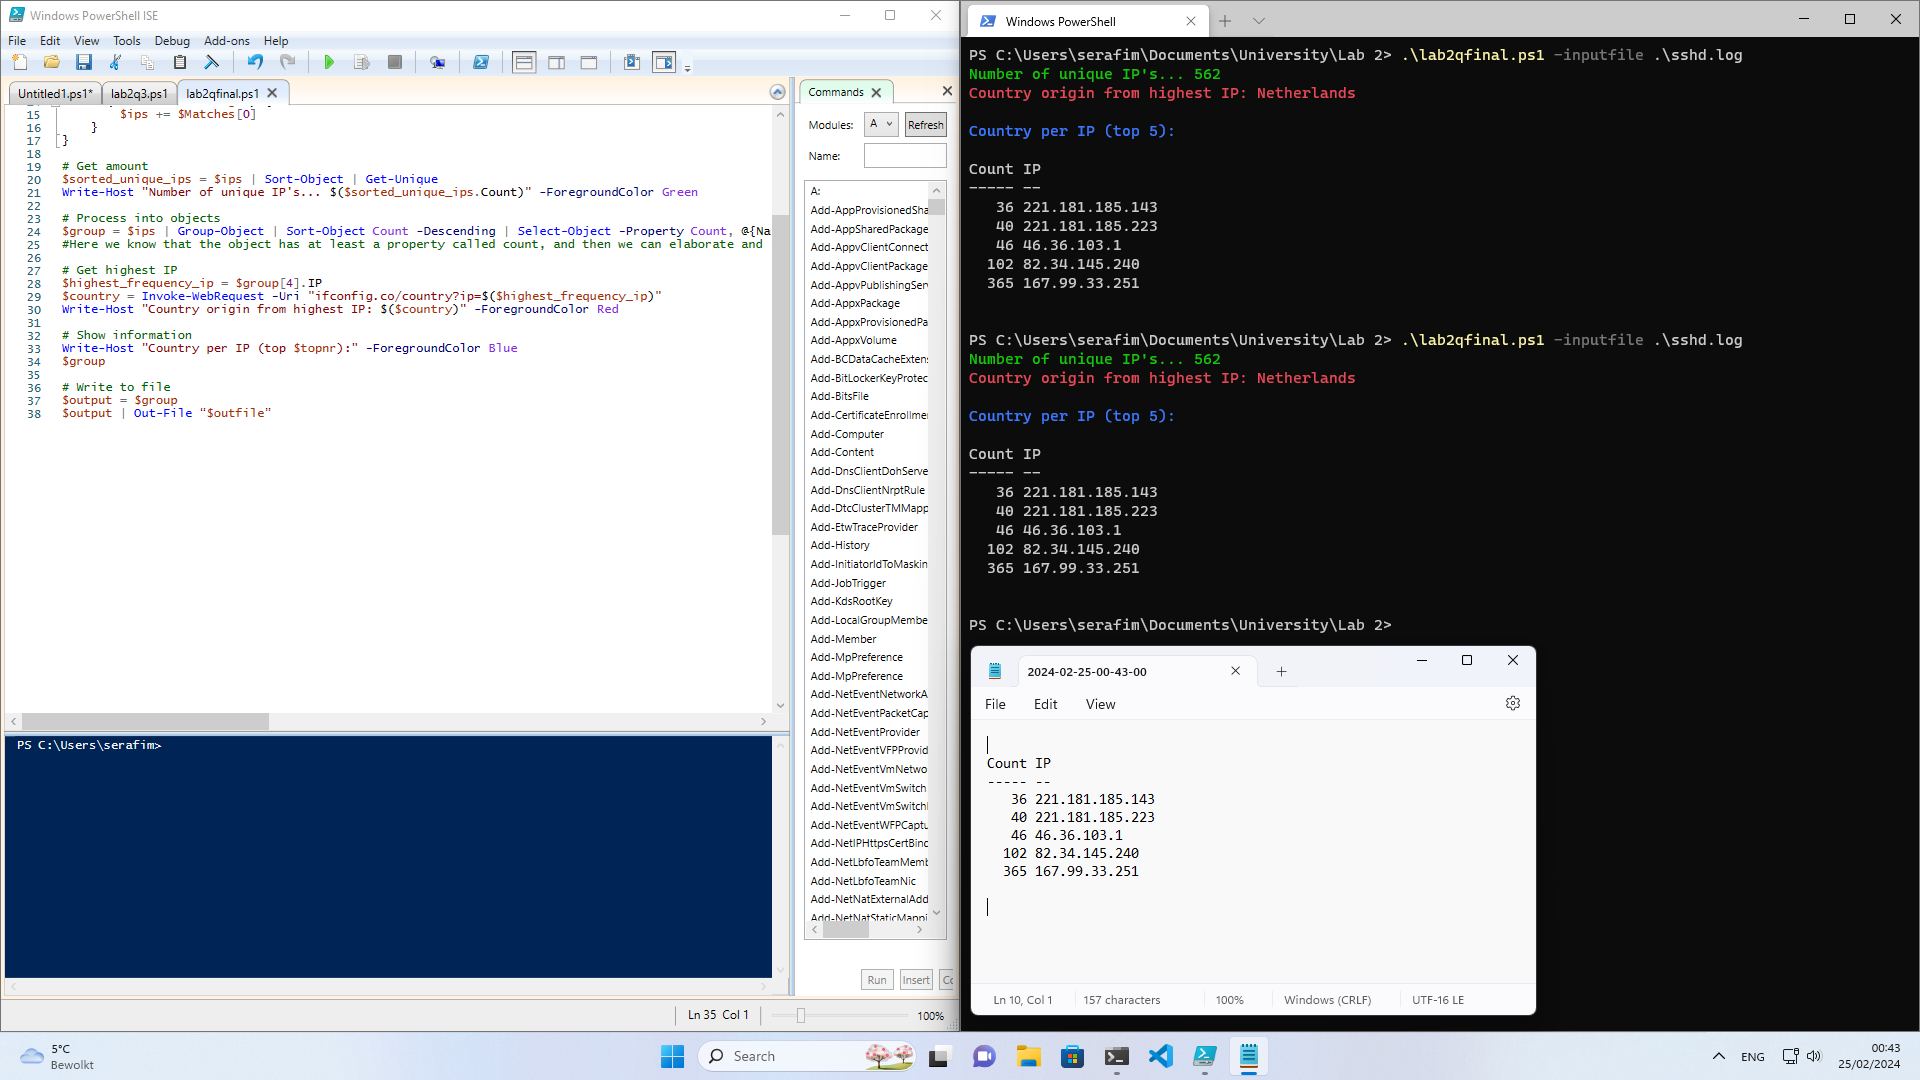 Windows PowerShell ISE
File Edit View Tools Debug Add-ons Help
Untitled1.ps1* lab2q3.ps1 lab2qfinal.ps1
15 $ips += $Matches[0]
16 }
17 }
18
19 # Get amount
20 $sorted_unique_ips = $ips | Sort-Object | Get-Unique
21 Write-Host "Number of unique IP's... $($sorted_unique_ips.Count)" -ForegroundColor Green
22
23 # Process into objects
24 $group = $ips | Group-Object | Sort-Object Count -Descending | Select-Object -Property Count, @{Na
25 #Here we know that the object has at least a property called count, and then we can elaborate and
26
27 # Get highest IP
28 $highest_frequency_ip = $group[4].IP
29 $country = Invoke-WebRequest -Uri "ifconfig.co/country?ip=$($highest_frequency_ip)"
30 Write-Host "Country origin from highest IP: $($country)" -ForegroundColor Red
31
32 # Show information
33 Write-Host "Country per IP (top $topnr):" -ForegroundColor Blue
34 $group
35
36 # Write to file
37 $output = $group
38 $output | Out-File “$outfile”
PS C:\Users\serafim>
Ln 35 Col 1 100%
Commands
Modules: A Refresh
Name:
A:
Add-AppProvisionedSha
Add-AppSharedPackage
Add-AppvClientConnect
Add-AppvClientPackage
Add-AppvPublishingServ
Add-AppxPackage
Add-AppxProvisionedPa
Add-AppxVolume
Add-BCDataCacheExtens
Add-BitLockerKeyProtec
Add-BitsFile
Add-CertificateEnrollmen
Add-Computer
Add-Content
Add-DnsClientDohServe
Add-DnsClientNrptRule
Add-DtcClusterTMMapp
Add-EtwTraceProvider
Add-History
Add-InitiatorIdToMaskin
Add-JobTrigger
Add-KdsRootKey
Add-LocalGroupMembe
Add-Member
Add-MpPreference
Add-MpPreference
Add-NetEventNetworkA
Add-NetEventPacketCap
Add-NetEventProvider
Add-NetEventVFPProvid
Add-NetEventVmNetwo
Add-NetEventVmSwitch
Add-NetEventVmSwitchI
Add-NetEventWFPCaptu
Add-NetIPHttpsCertBind
Add-NetLbfoTeamMemb
Add-NetLbfoTeamNic
Add-NetNatExternalAdd
Add-NetNatStaticMappi
Run Insert Co
Windows PowerShell
PS C:\Users\serafim\Documents\University\Lab 2> .\lab2qfinal.ps1 -inputfile .\sshd.log
Number of unique IP's... 562
Country origin from highest IP: Netherlands
Country per IP (top 5):
Count IP
----- --
36 221.181.185.143
40 221.181.185.223
46 46.36.103.1
102 82.34.145.240
365 167.99.33.251
PS C:\Users\serafim\Documents\University\Lab 2> .\lab2qfinal.ps1 -inputfile .\sshd.log
Number of unique IP's... 562
Country origin from highest IP: Netherlands
Country per IP (top 5):
Count IP
----- --
36 221.181.185.143
40 221.181.185.223
46 46.36.103.1
102 82.34.145.240
365 167.99.33.251
PS C:\Users\serafim\Documents\University\Lab 2>
2024-02-25-00-43-00
File Edit View
Count IP
----- --
36 221.181.185.143
40 221.181.185.223
46 46.36.103.1
102 82.34.145.240
365 167.99.33.251
Ln 10, Col 1 157 characters 100% Windows (CRLF) UTF-16 LE
5°C
Bewolkt
Search
ENG
00:43
25/02/2024